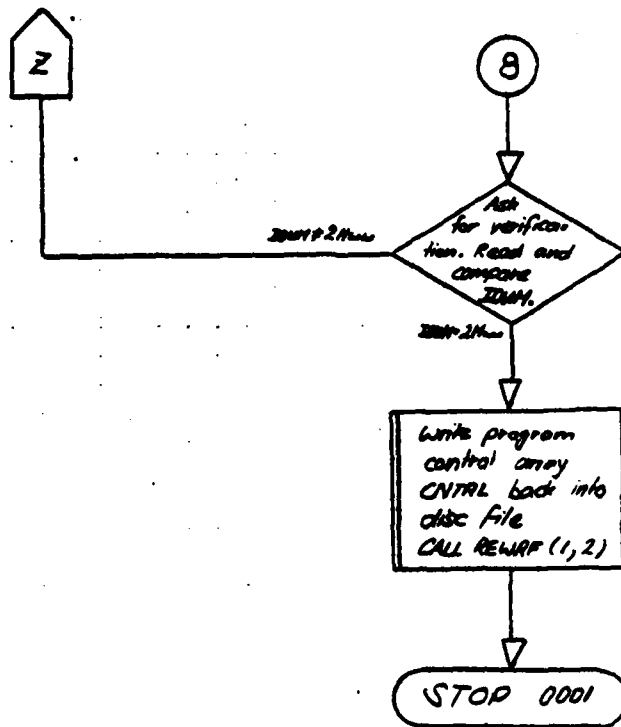 Z
8
Ask
for verifica-
tion. Read and
compare
IDUM.
Write program
control array
CNTRL back into
disc file
CALL REWRF (1,2)
STOP 0001